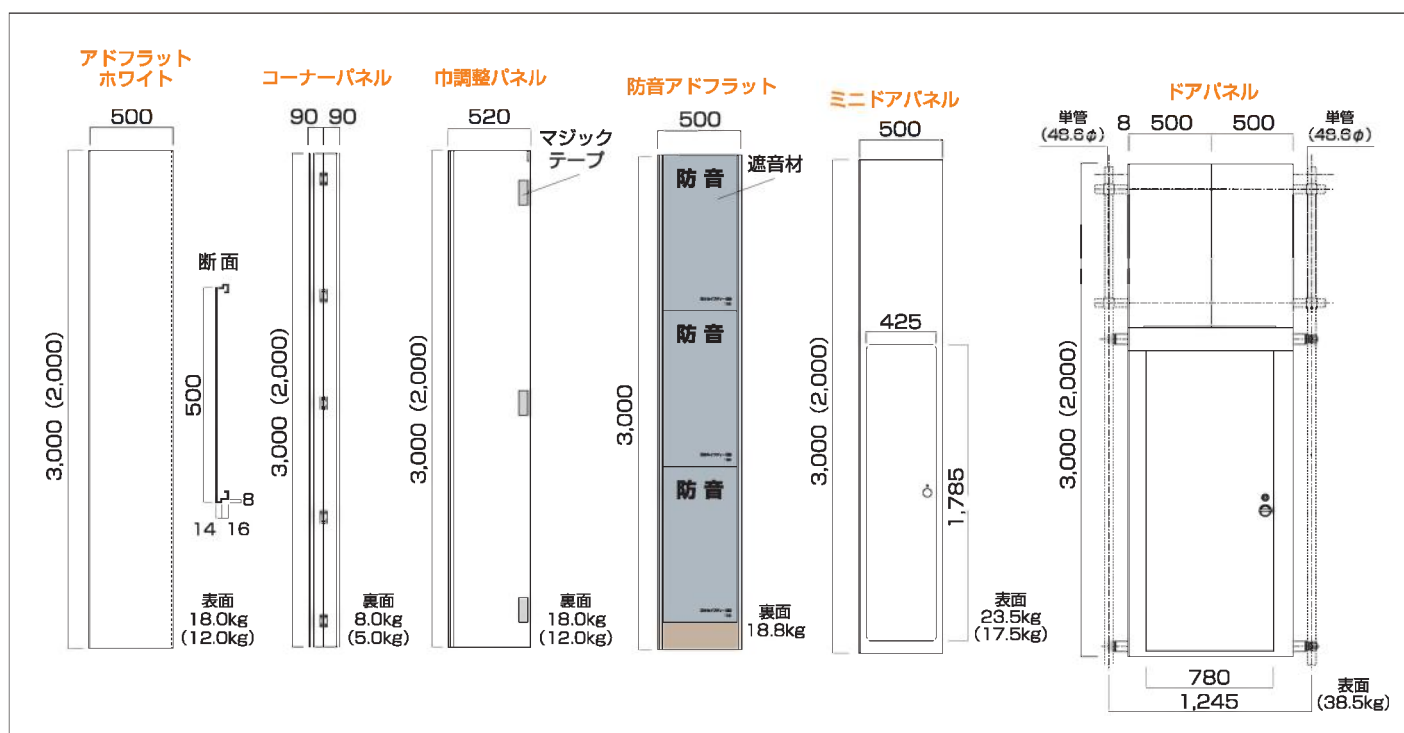 アドフラット
ホワイト
500
3,000（2,000）
断面
500
8
14 16
表面
18.0kg
(12.0kg)
コーナーパネル
90 90
3,000（2,000）
裏面
8.0kg
(5.0kg)
巾調整パネル
520
マジック
テープ
3,000（2,000）
裏面
18.0kg
(12.0kg)
防音アドフラット
500
遮音材
防音
防音
防音
3,000
裏面
18.8kg
ミニドアパネル
500
425
3,000（2,000）
1,785
表面
23.5kg
(17.5kg)
ドアパネル
単管
(48.6φ)
8 500 500
単管
(48.6φ)
3,000（2,000）
780
1,245
表面
(38.5kg)